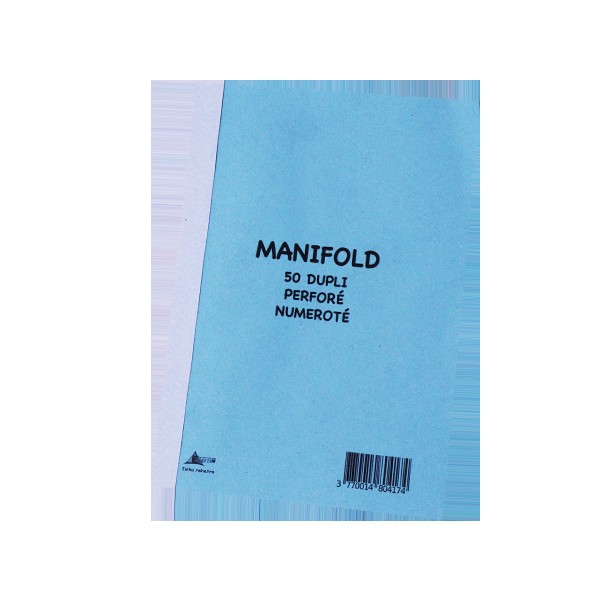 MANIFOLD
50 DUPLI
PERFORÉ
NUMEROTÉ
3 770014 804174